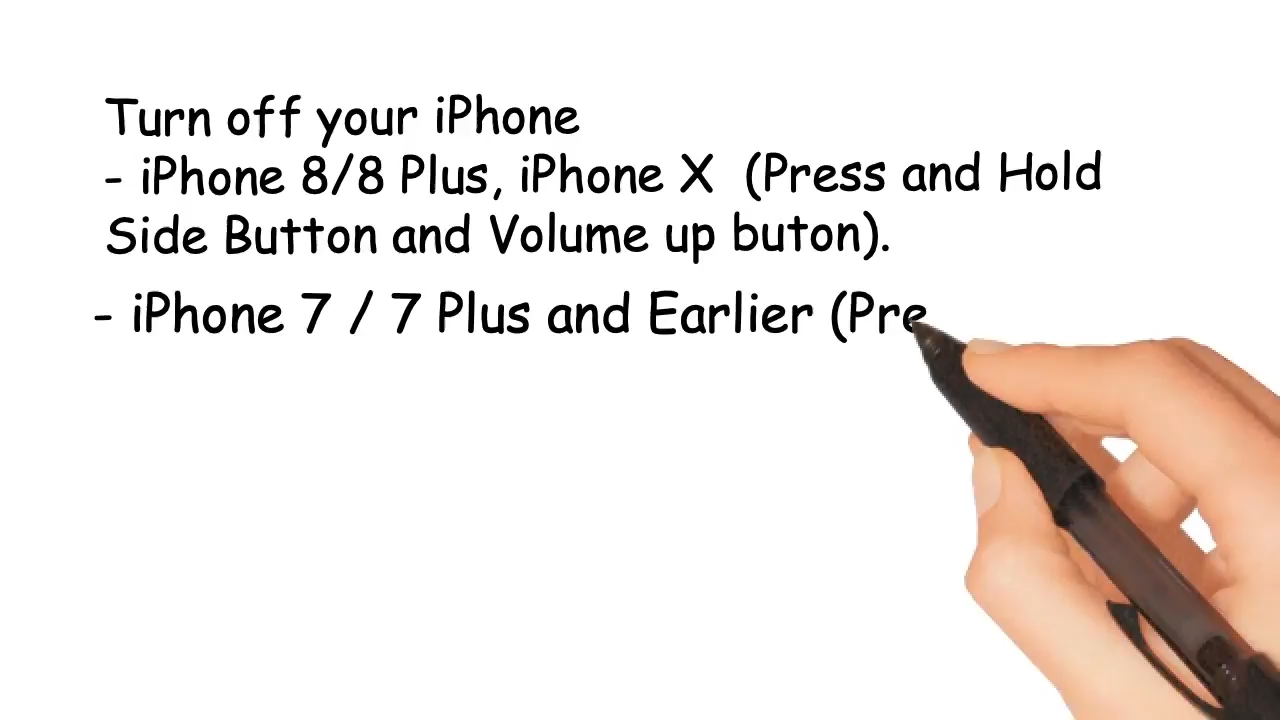 Turn off your iPhone
- iPhone 8/8 Plus, iPhone X (Press and Hold
Side Button and Volume up buton).
- iPhone 7 / 7 Plus and Earlier (Pre